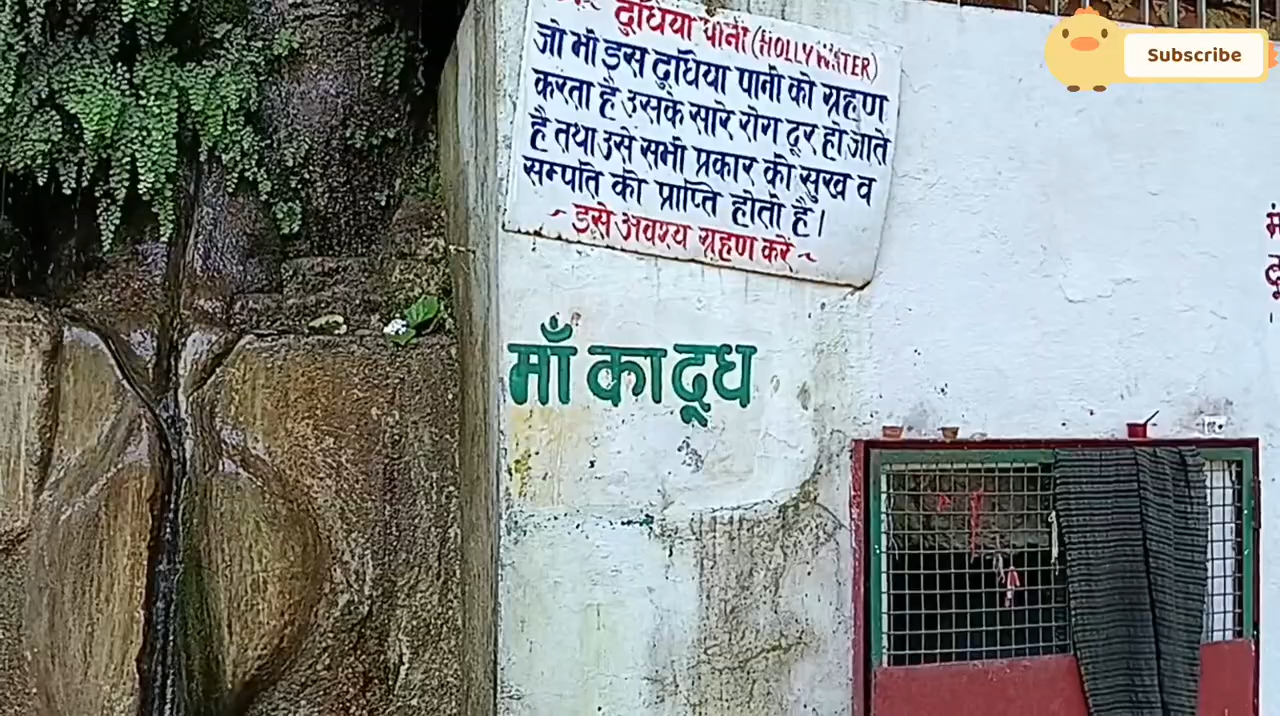 दुधिया पानी (HOLLY WATER)
जो भी इस दुधिया पानी को ग्रहण
करता है उसके सारे रोग दूर हो जाते
है तथा उसे सभी प्रकार की सुख व
सम्पति की प्राप्ति होती है।
~ इसे अवश्य ग्रहण करें ~
माँ का दूध
Subscribe